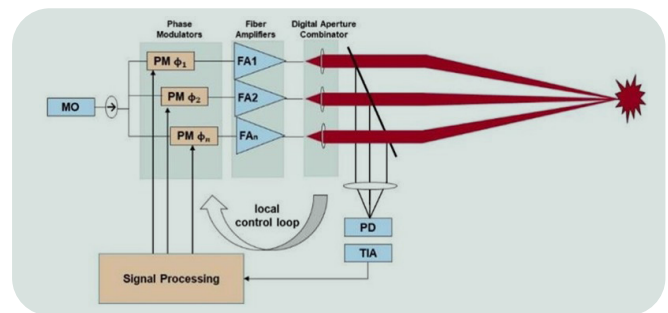 Phase
Modulators
Fiber
Amplifiers
Digital Aperture
Combinator
PM ϕ₁
FA1
MO
PM ϕ₂
FA2
PM ϕₙ
FAₙ
local
control loop
PD
TIA
Signal Processing